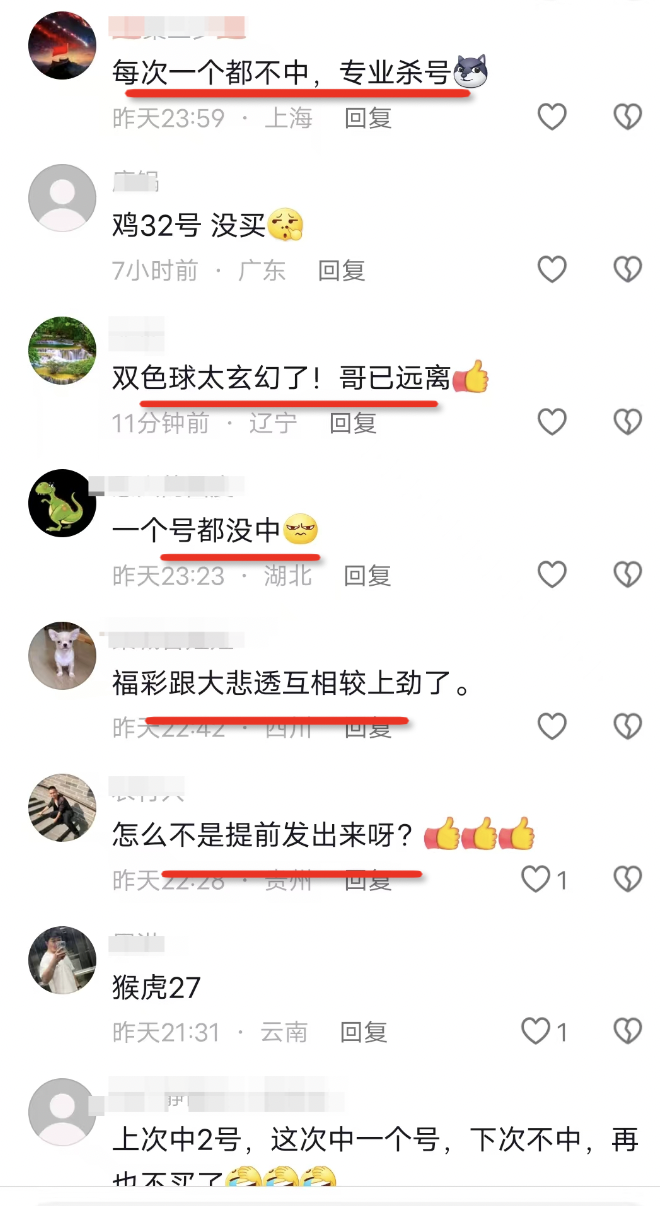 每次一个都不中，专业杀号
昨天23:59 · 上海 回复
鸡32号 没买
7小时前 · 广东 回复
双色球太玄幻了！哥已远离
11分钟前 · 辽宁 回复
一个号都没中
昨天23:23 · 湖北 回复
福彩跟大悲透互相较上劲了。
昨天22:42 · 四川 回复
怎么不是提前发出来呀？
昨天22:28 · 贵州 回复
1
猴虎27
昨天21:31 · 云南 回复
1
上次中2号，这次中一个号，下次不中，再
也不买了